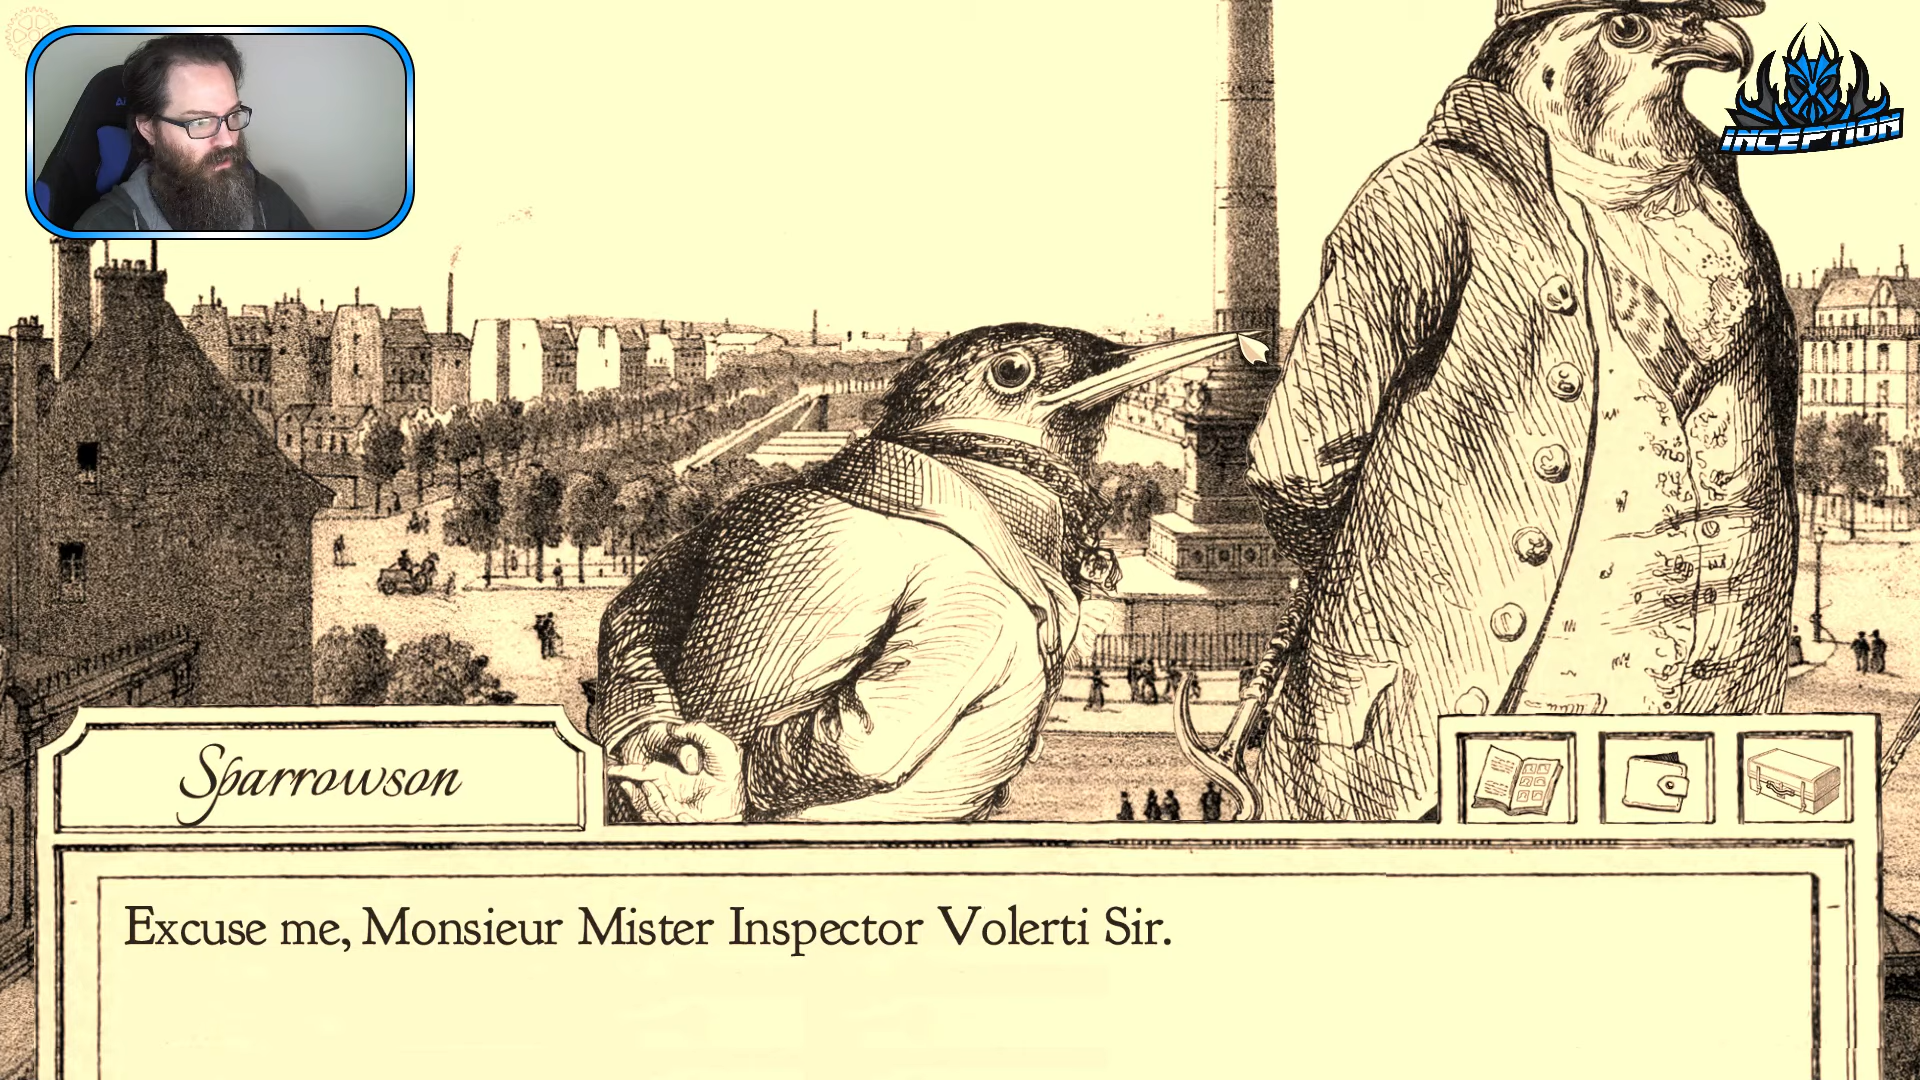 INCEPTION
Sparrowson
Excuse me, Monsieur Mister Inspector Volerti Sir.